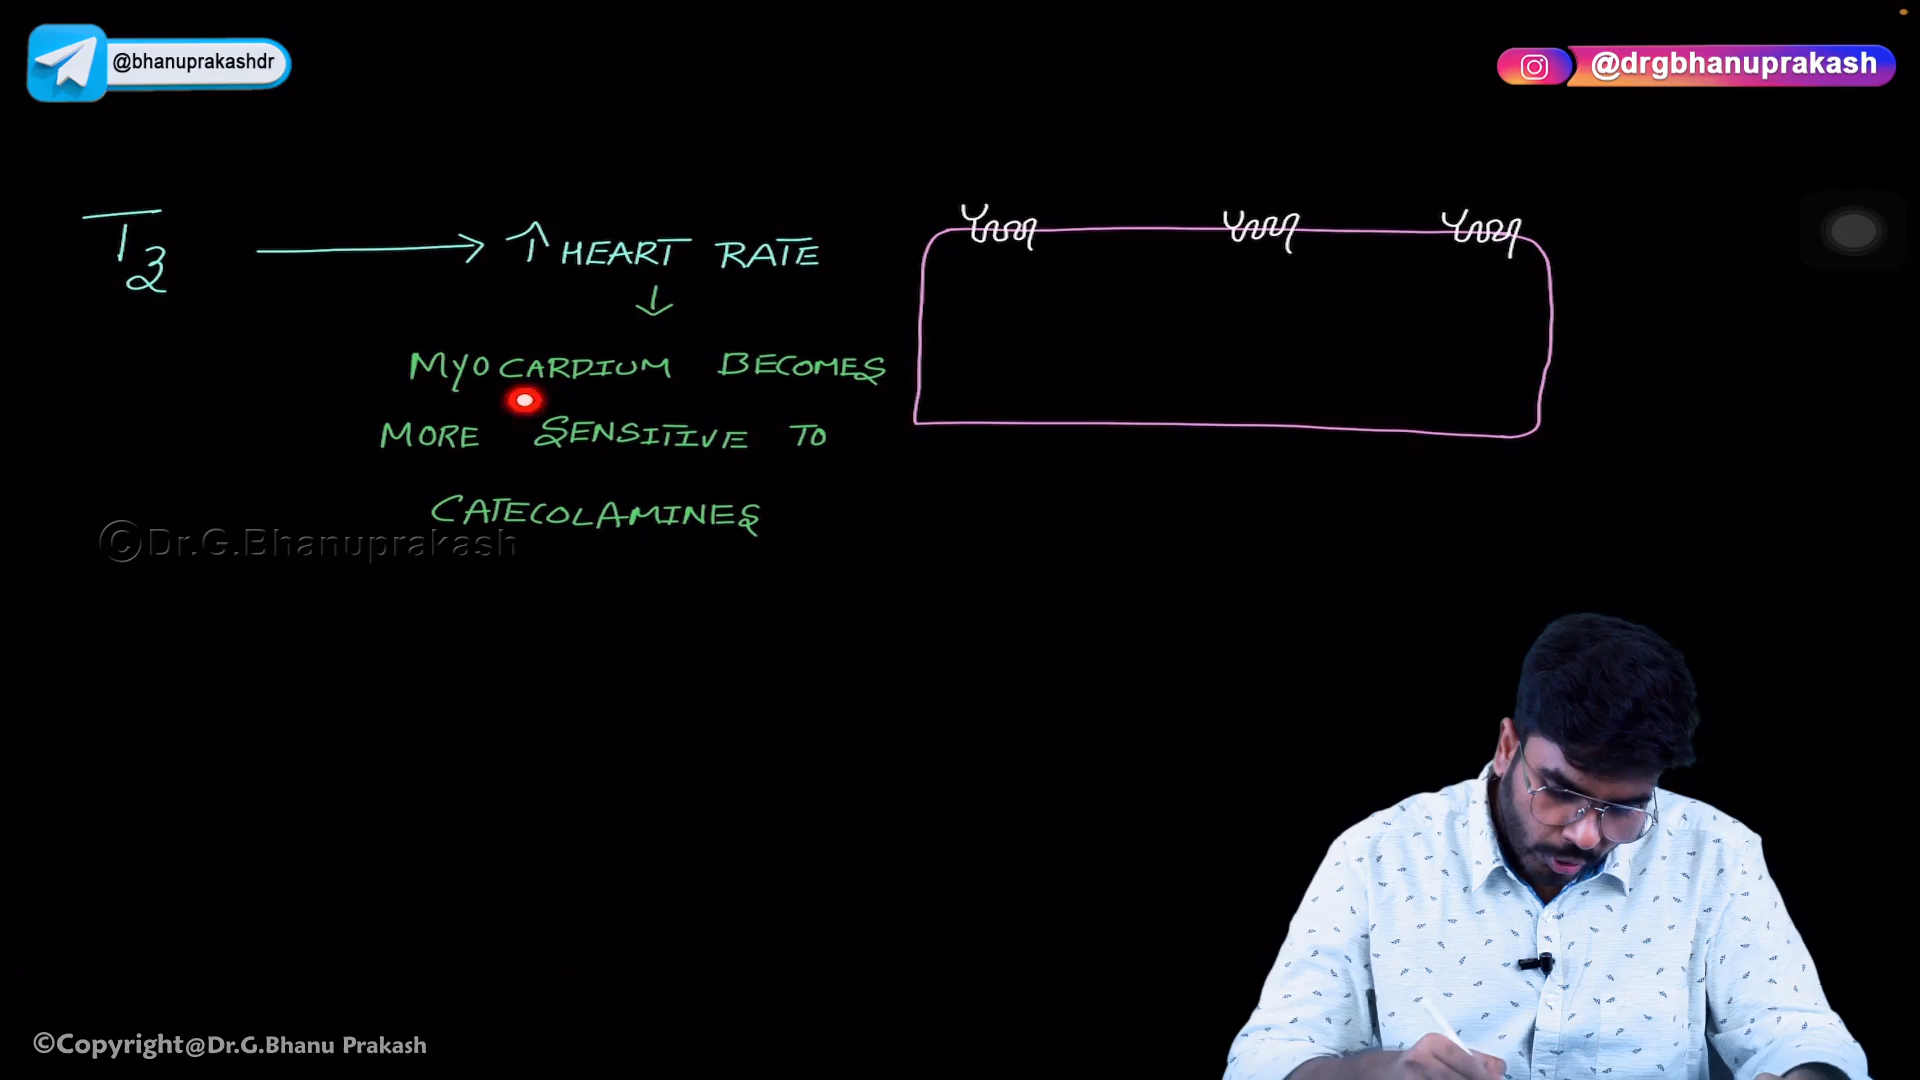 @bhanuprakashdr
@drgbhanuprakash
T3
↑ HEART RATE
MYOCARDIUM BECOMES
MORE SENSITIVE TO
CATECOLAMINES
©Dr.G.Bhanuprakash
©Copyright@Dr.G.Bhanu Prakash